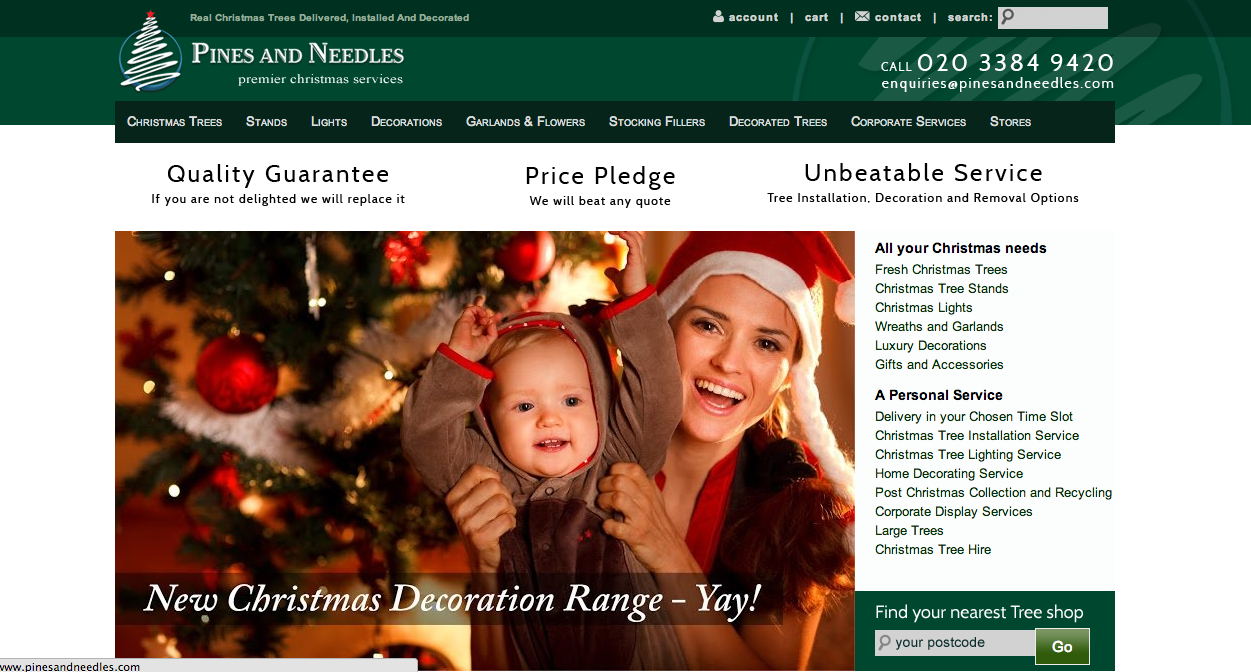 Real Christmas Trees Delivered, Installed And Decorated
account | cart | contact | search:
Pines and Needles
premier christmas services
CALL 020 3384 9420
enquiries@pinesandneedles.com
Christmas Trees Stands Lights Decorations Garlands & Flowers Stocking Fillers Decorated Trees Corporate Services Stores
Quality Guarantee
If you are not delighted we will replace it
Price Pledge
We will beat any quote
Unbeatable Service
Tree Installation, Decoration and Removal Options
New Christmas Decoration Range - Yay!
All your Christmas needs
Fresh Christmas Trees
Christmas Tree Stands
Christmas Lights
Wreaths and Garlands
Luxury Decorations
Gifts and Accessories
A Personal Service
Delivery in your Chosen Time Slot
Christmas Tree Installation Service
Christmas Tree Lighting Service
Home Decorating Service
Post Christmas Collection and Recycling
Corporate Display Services
Large Trees
Christmas Tree Hire
Find your nearest Tree shop
your postcode Go
www.pinesandneedles.com